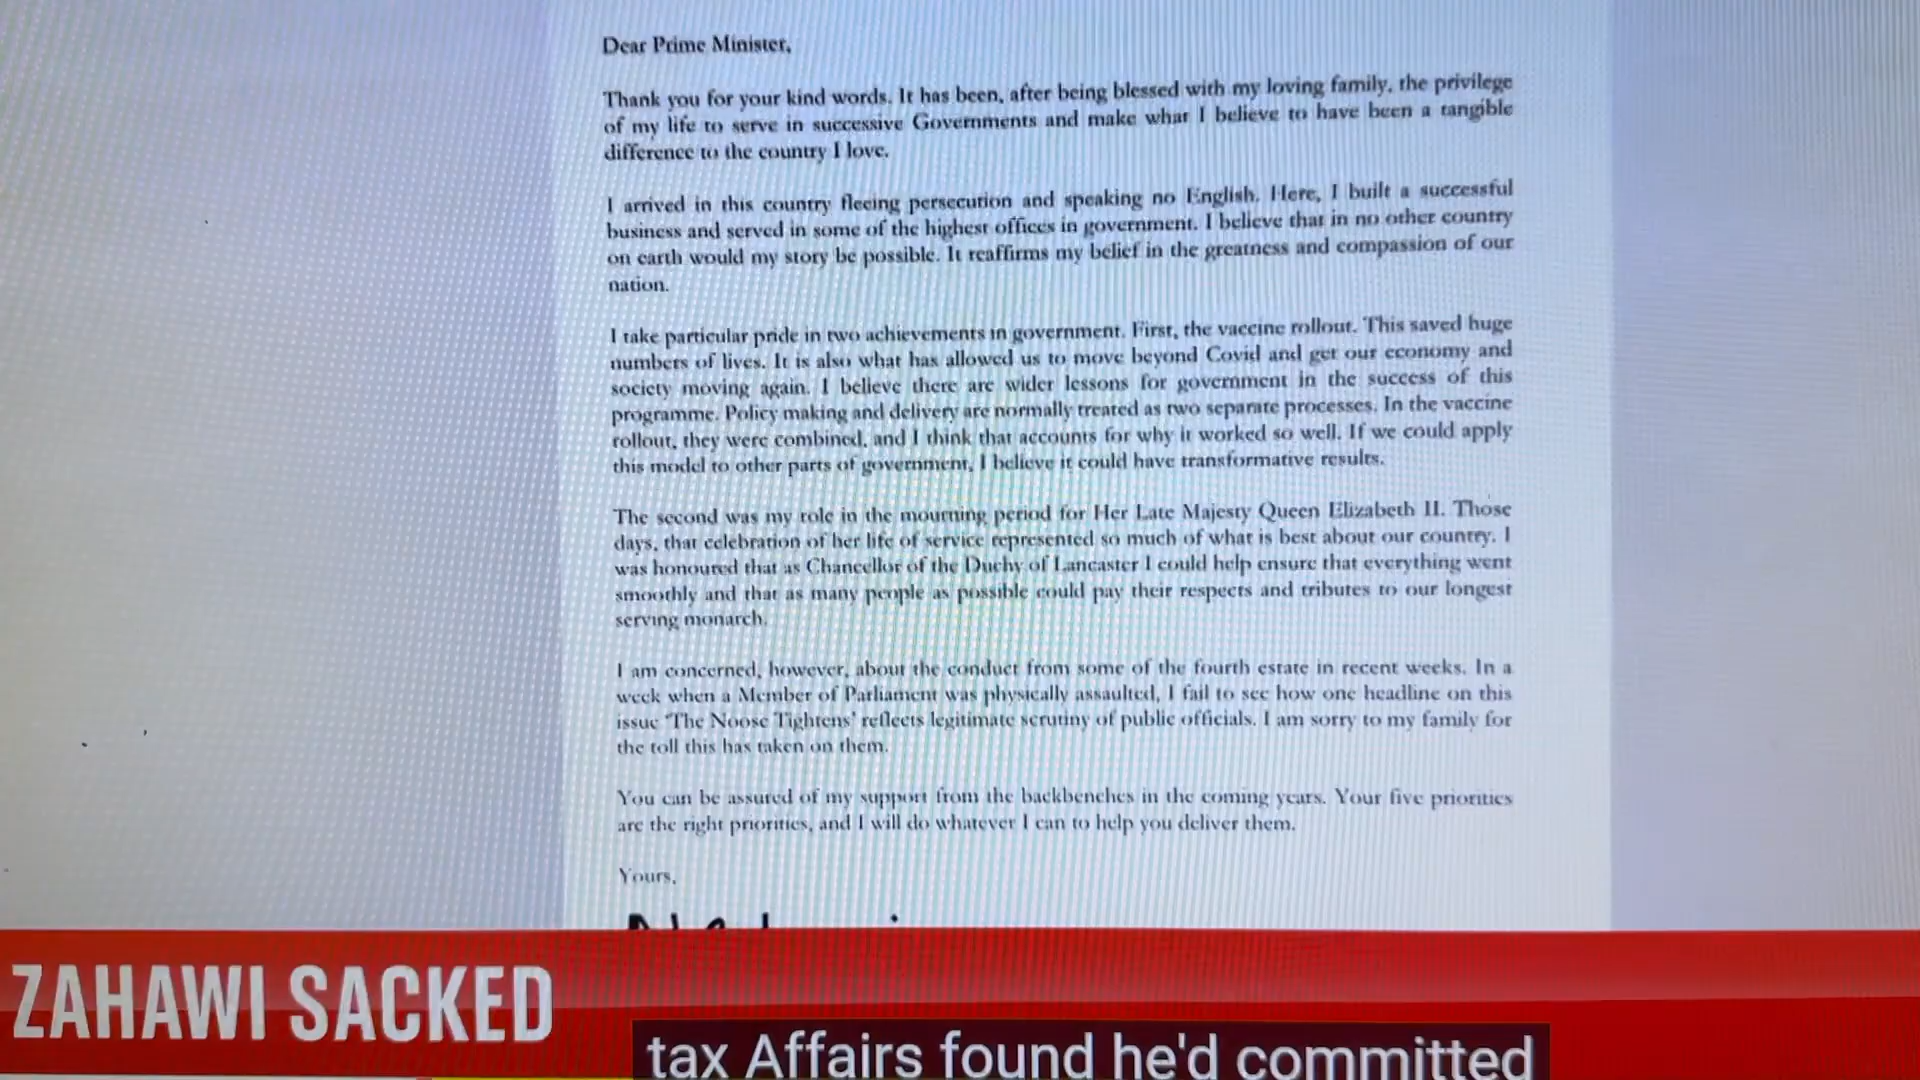 Dear Prime Minister,
Thank you for your kind words. It has been, after being blessed with my loving family, the privilege
of my life to serve in successive Governments and make what I believe to have been a tangible
difference to the country I love.
I arrived in this country fleeing persecution and speaking no English. Here, I built a successful
business and served in some of the highest offices in government. I believe that in no other country
on earth would my story be possible. It reaffirms my belief in the greatness and compassion of our
nation.
I take particular pride in two achievements in government. First, the vaccine rollout. This saved huge
numbers of lives. It is also what has allowed us to move beyond Covid and get our economy and
society moving again. I believe there are wider lessons for government in the success of this
programme. Policy making and delivery are normally treated as two separate processes. In the vaccine
rollout, they were combined, and I think that accounts for why it worked so well. If we could apply
this model to other parts of government, I believe it could have transformative results.
The second was my role in the mourning period for Her Late Majesty Queen Elizabeth II. Those
days, that celebration of her life of service represented so much of what is best about our country. I
was honoured that as Chancellor of the Duchy of Lancaster I could help ensure that everything went
smoothly and that as many people as possible could pay their respects and tributes to our longest
serving monarch.
I am concerned, however, about the conduct from some of the fourth estate in recent weeks. In a
week when a Member of Parliament was physically assaulted, I fail to see how one headline on this
issue 'The Noose Tightens' reflects legitimate scrutiny of public officials. I am sorry to my family for
the toll this has taken on them.
You can be assured of my support from the backbenches in the coming years. Your five priorities
are the right priorities, and I will do whatever I can to help you deliver them.
Yours,
ZAHAWI SACKED
tax Affairs found he'd committed